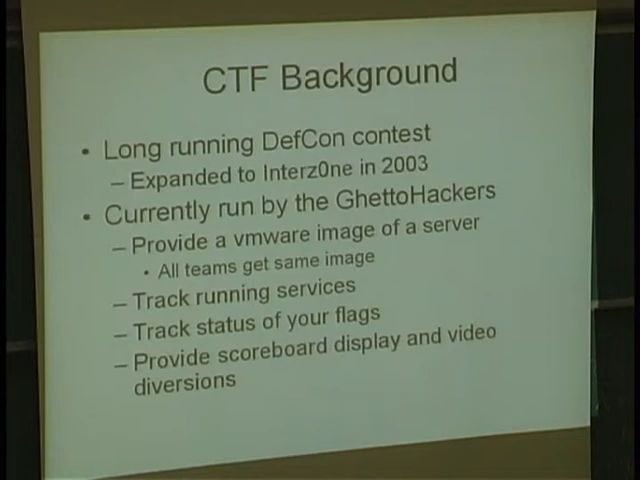 CTF Background
• Long running DefCon contest
– Expanded to Interz0ne in 2003
• Currently run by the GhettoHackers
– Provide a vmware image of a server
• All teams get same image
– Track running services
– Track status of your flags
– Provide scoreboard display and video
diversions